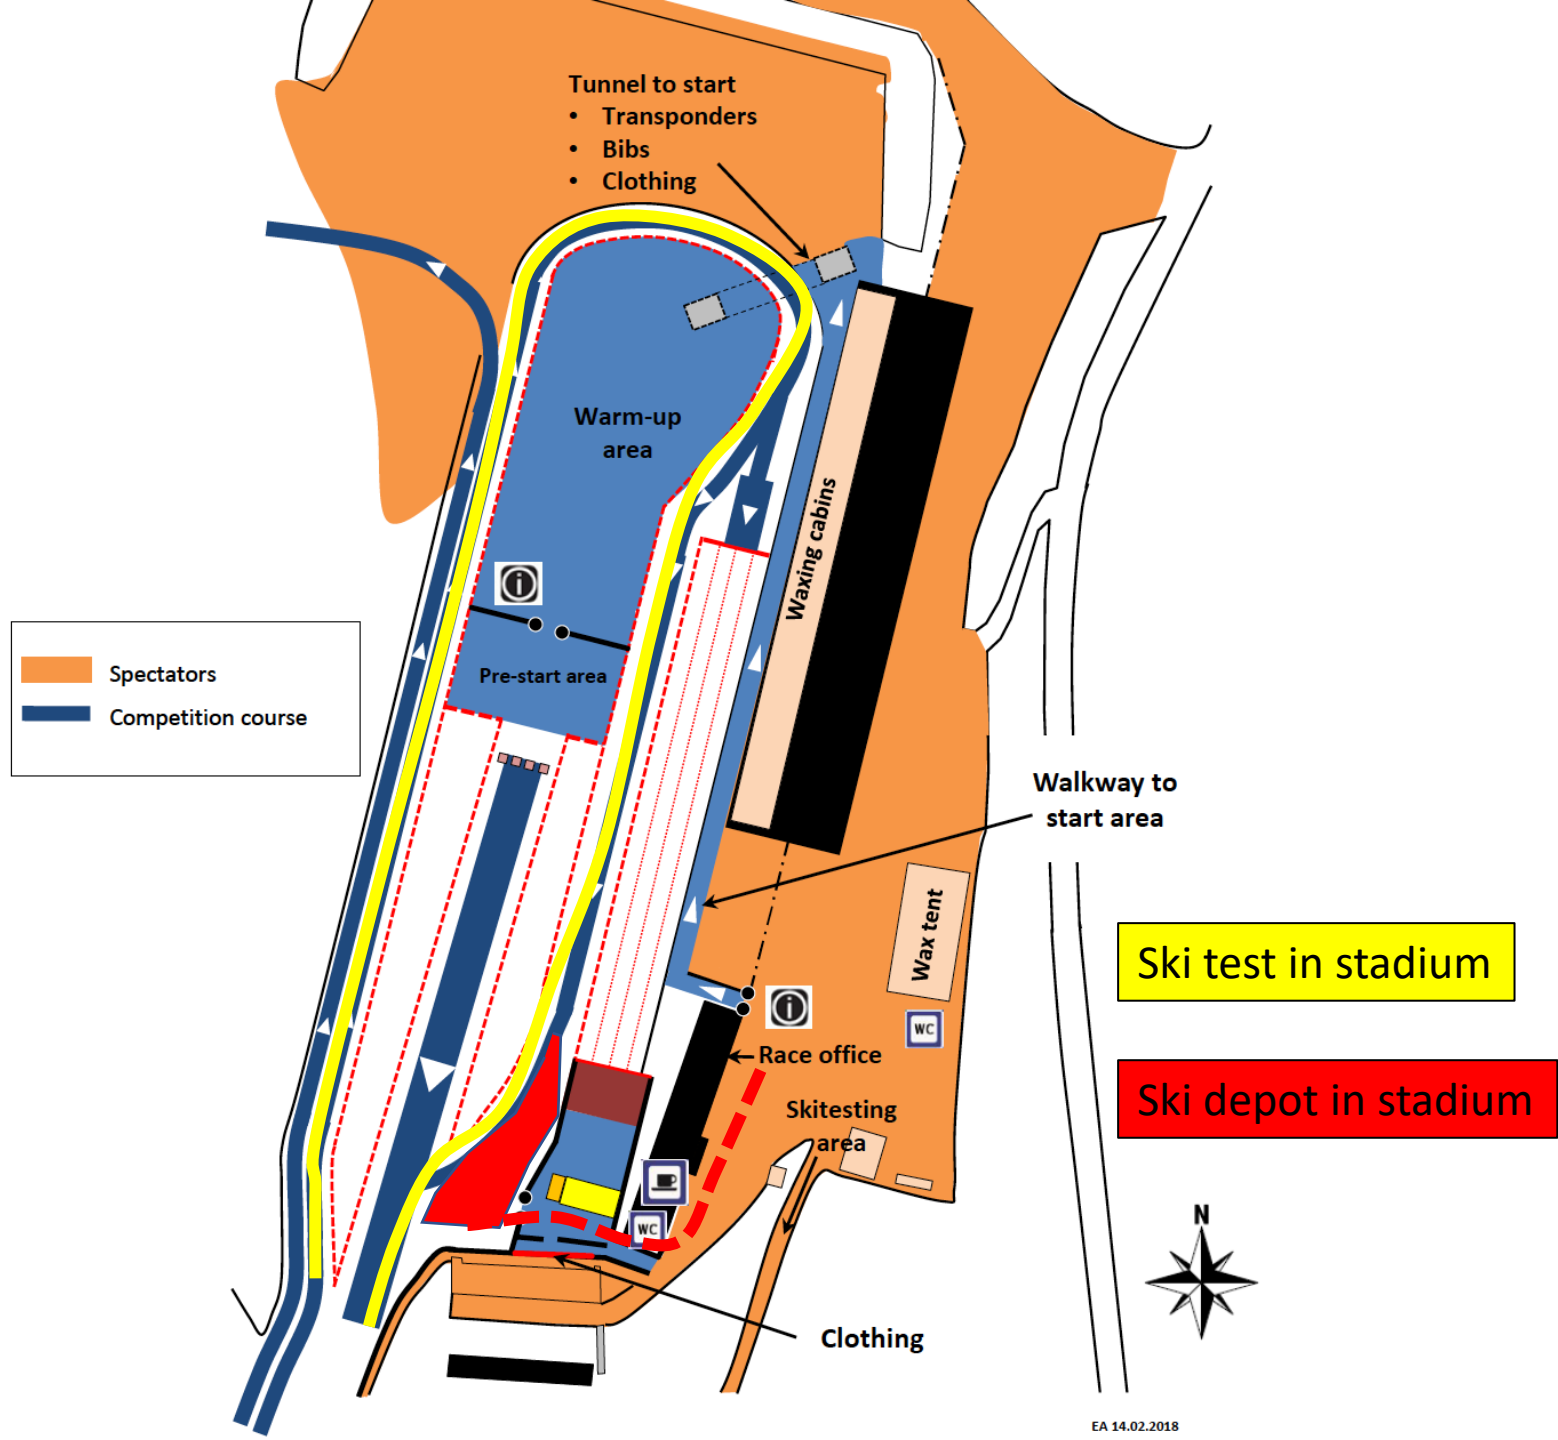 Tunnel to start
• Transponders
• Bibs
• Clothing
Warm-up
area
Waxing cabins
i
Pre-start area
Spectators
Competition course
Walkway to
start area
Wax tent
Ski test in stadium
i
WC
Race office
Ski depot in stadium
Skitesting
area
WC
N
Clothing
EA 14.02.2018